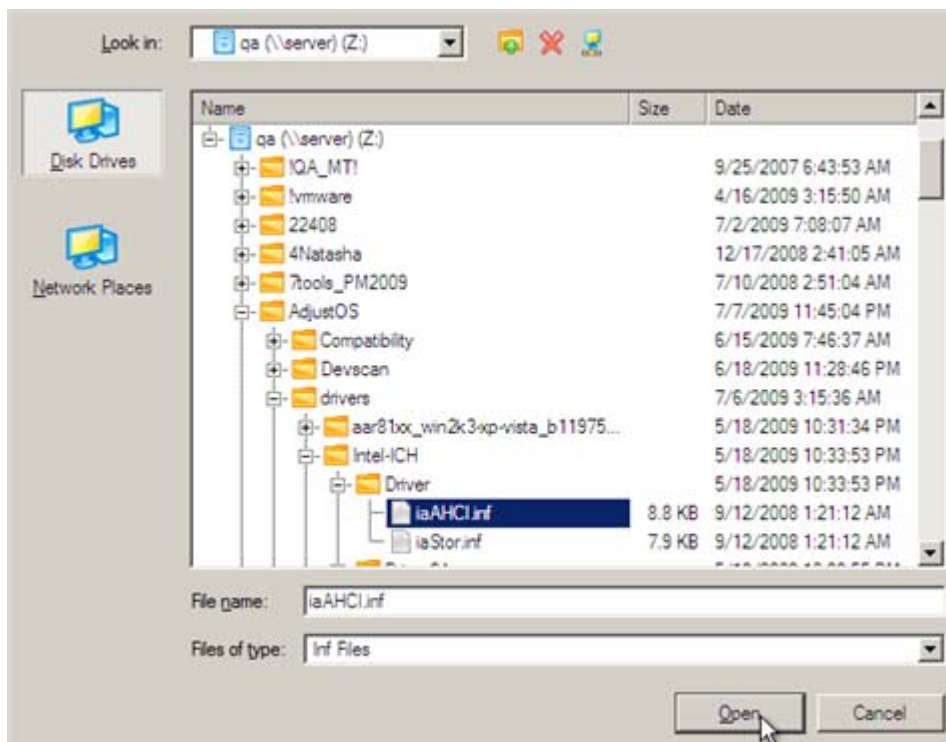 Look in: qa (\\server) (Z:)
Name Size Date
Disk Drives
Network Places
qa (\\server) (Z:)
!QA_MT! 9/25/2007 6:43:53 AM
!vmware 4/16/2009 3:15:50 AM
22408 7/2/2009 7:08:07 AM
4Natasha 12/17/2008 2:41:05 AM
7tools_PM2009 7/10/2008 2:51:04 AM
AdjustOS 7/7/2009 11:45:04 PM
Compatibility 6/15/2009 7:46:37 AM
Devscan 6/18/2009 11:28:46 PM
drivers 7/6/2009 3:15:36 AM
aar81xx_win2k3-xp-vista_b11975... 5/18/2009 10:31:34 PM
Intel-ICH 5/18/2009 10:33:53 PM
Driver 5/18/2009 10:33:53 PM
iaAHCI.inf 8.8 KB 9/12/2008 1:21:12 AM
iaStor.inf 7.9 KB 9/12/2008 1:21:12 AM
File name: iaAHCI.inf
Files of type: Inf Files
Open Cancel